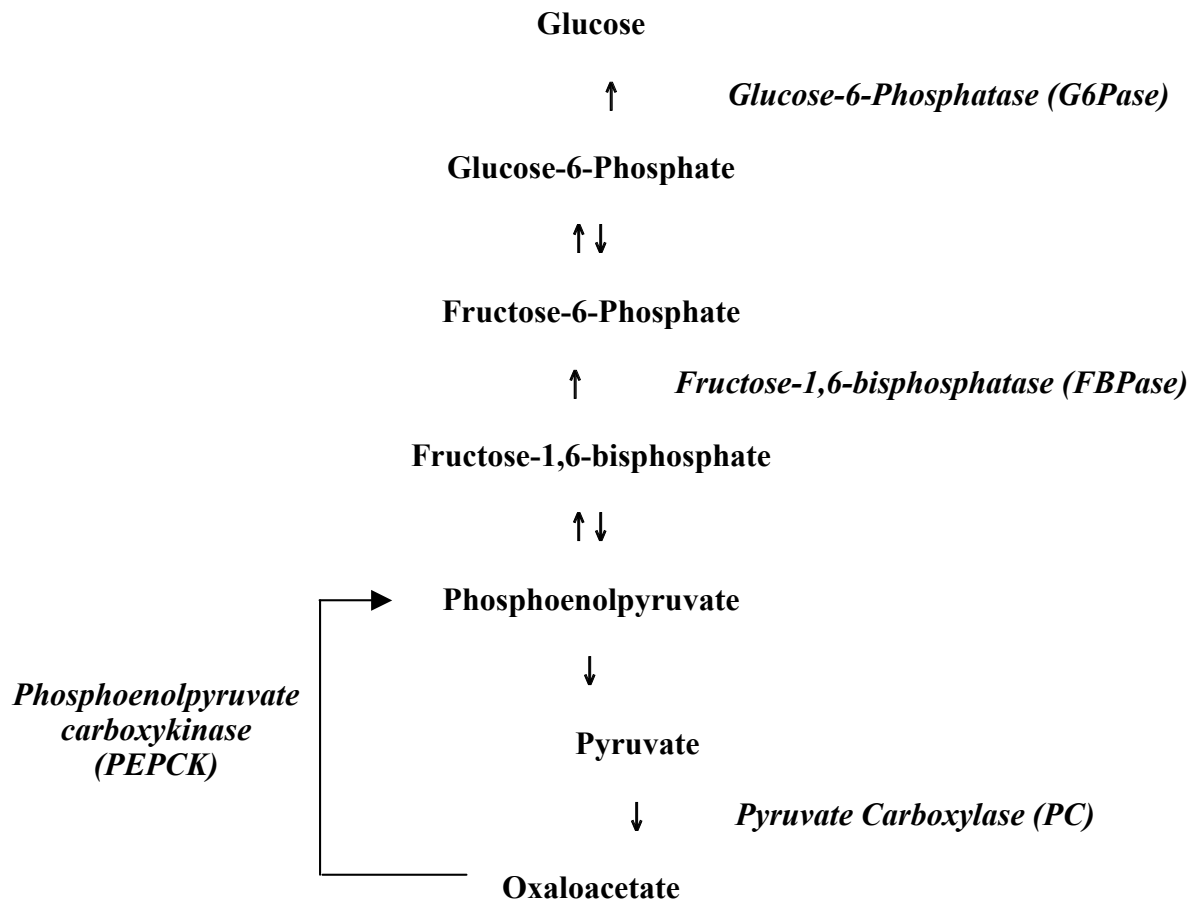 Glucose
Glucose-6-Phosphatase (G6Pase)
Glucose-6-Phosphate
Fructose-6-Phosphate
Fructose-1,6-bisphosphatase (FBPase)
Fructose-1,6-bisphosphate
Phosphoenolpyruvate
Phosphoenolpyruvate
carboxykinase
(PEPCK)
Pyruvate
Pyruvate Carboxylase (PC)
Oxaloacetate